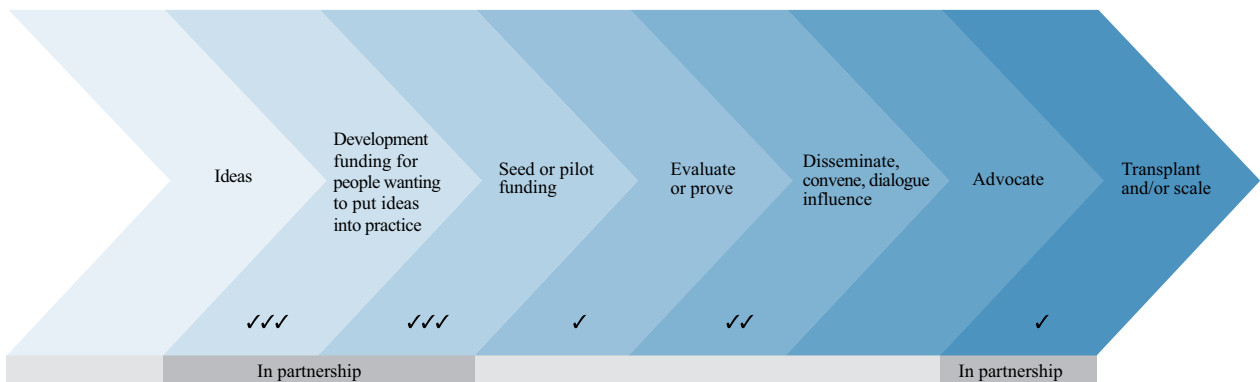 Ideas
Development
funding for
people wanting
to put ideas
into practice
Seed or pilot
funding
Evaluate
or prove
Disseminate,
convene, dialogue
influence
Advocate
Transplant
and/or scale
✓✓✓
✓✓✓
✓
✓✓
✓
In partnership
In partnership